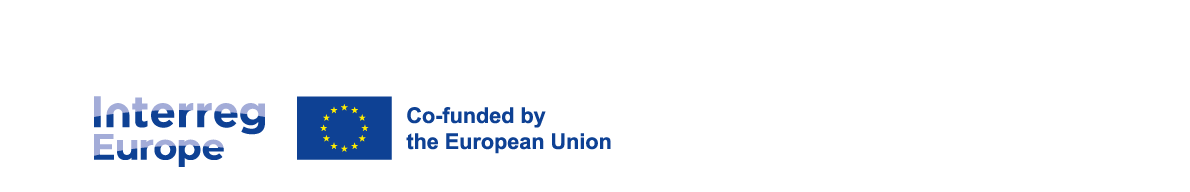 Interreg
Europe
Co-funded by
the European Union